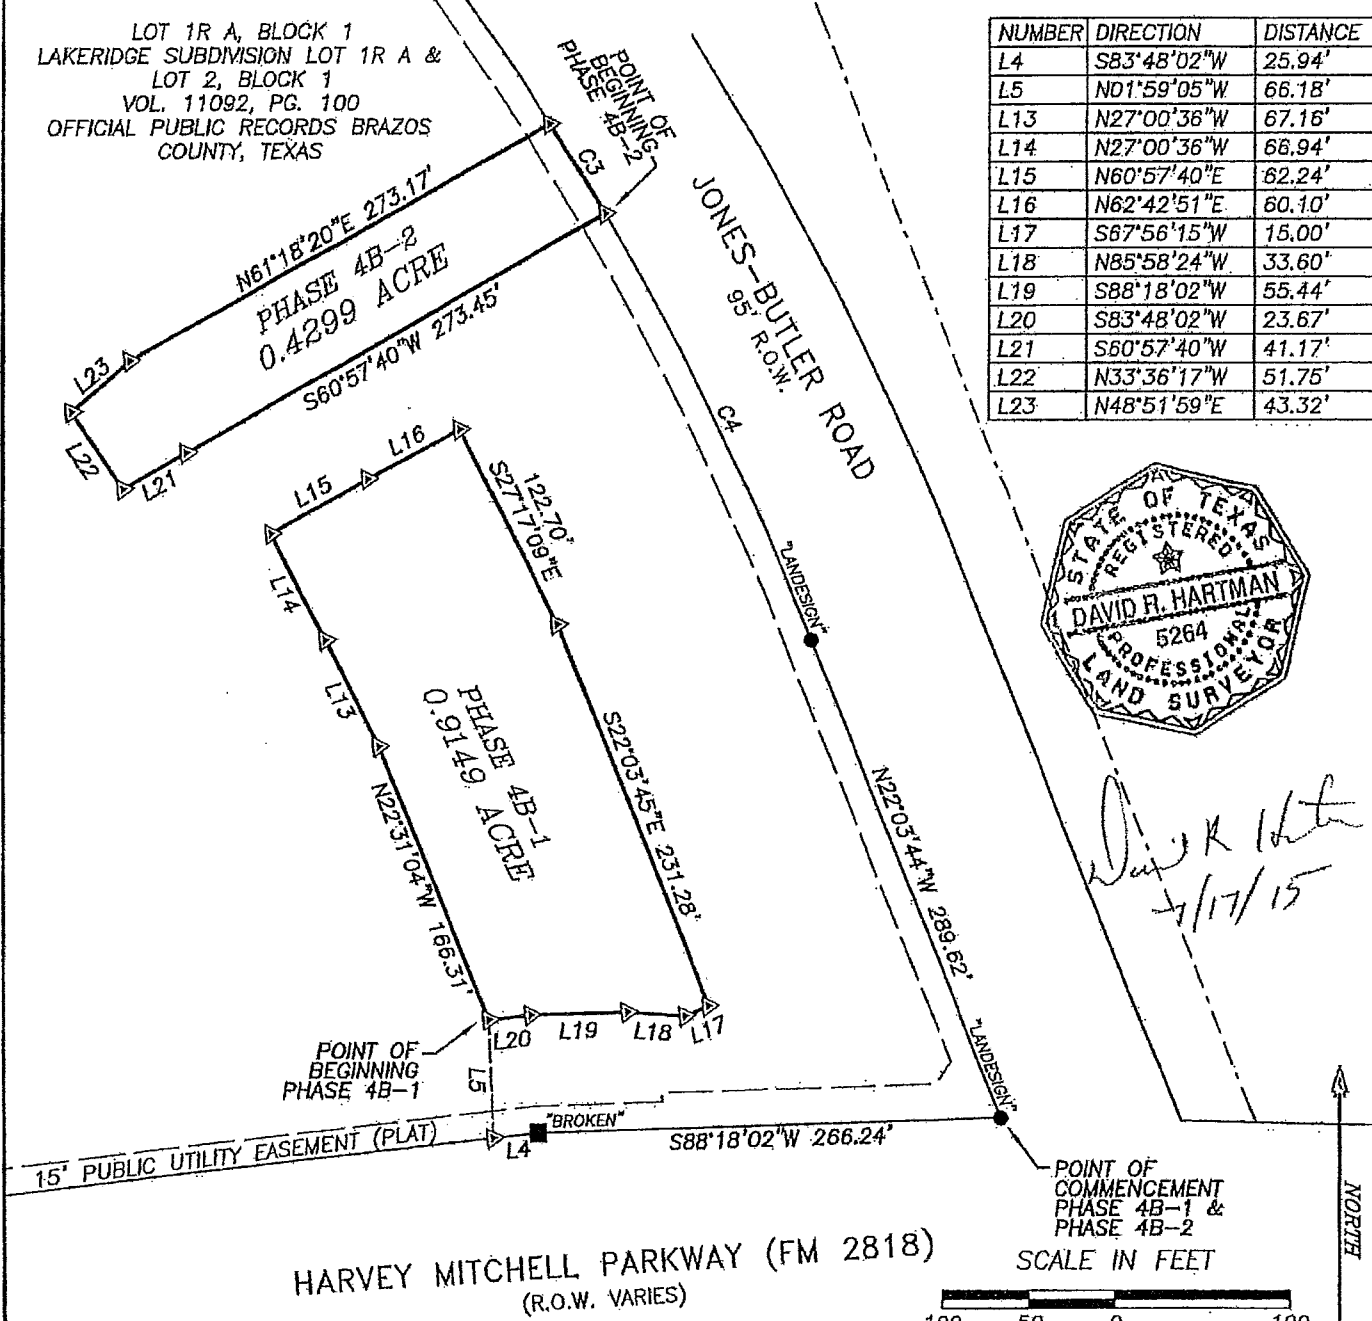 LOT 1R A, BLOCK 1
LAKERIDGE SUBDIVISION LOT 1R A &
LOT 2, BLOCK 1
VOL. 11092, PG. 100
OFFICIAL PUBLIC RECORDS BRAZOS
COUNTY, TEXAS
POINT OF
BEGINNING
PHASE 4B-2
NUMBER DIRECTION DISTANCE
L4 S83°48'02"W 25.94'
L5 N01°59'05"W 66.18'
L13 N27°00'36"W 67.16'
L14 N27°00'36"W 66.94'
L15 N60°57'40"E 62.24'
L16 N62°42'51"E 60.10'
L17 S67°56'15"W 15.00'
L18 N85°58'24"W 33.60'
L19 S88°18'02"W 55.44'
L20 S83°48'02"W 23.67'
L21 S60°57'40"W 41.17'
L22 N33°36'17"W 51.75'
L23 N48°51'59"E 43.32'
C3
N61°18'20"E 273.17'
PHASE 4B-2
0.4299 ACRE
S60°57'40"W 273.45'
L23
L22
L21
JONES-BUTLER ROAD
95' R.O.W.
C4
L16
L15
122.70'
S27°17'09"E
L14
L13
"LANDESIGN"
STATE OF TEXAS
REGISTERED
DAVID R. HARTMAN
5264
PROFESSIONAL
LAND SURVEYOR
PHASE 4B-1
0.9149 ACRE
S22°03'45"E 231.28'
N22°31'04"W 166.31'
N22°03'44"W 289.62'
David R Hartman
7/17/15
L20
L19
L18
L17
POINT OF
BEGINNING
PHASE 4B-1
L5
"LANDESIGN"
"BROKEN"
15' PUBLIC UTILITY EASEMENT (PLAT)
L4
S88°18'02"W 266.24'
POINT OF
COMMENCEMENT
PHASE 4B-1 &
PHASE 4B-2
NORTH
HARVEY MITCHELL PARKWAY (FM 2818)
(R.O.W. VARIES)
SCALE IN FEET
100 50 0 100